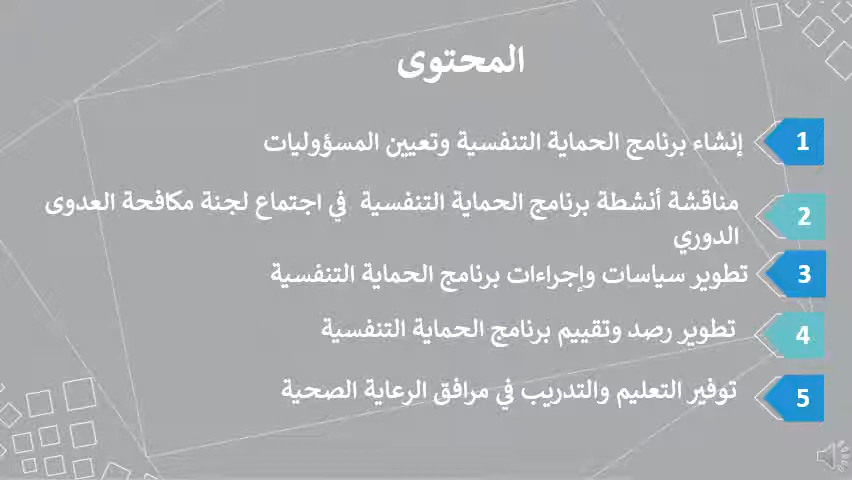 المحتوى
1 إنشاء برنامج الحماية التنفسية وتعيين المسؤوليات
2 مناقشة أنشطة برنامج الحماية التنفسية في اجتماع لجنة مكافحة العدوى
الدوري
3 تطوير سياسات وإجراءات برنامج الحماية التنفسية
4 تطوير رصد وتقييم برنامج الحماية التنفسية
5 توفير التعليم والتدريب في مرافق الرعاية الصحية